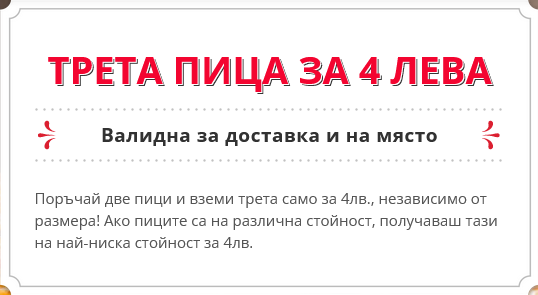 ТРЕТА ПИЦА ЗА 4 ЛЕВА
Валидна за доставка и на място
Поръчай две пици и вземи трета само за 4лв., независимо от
размера! Ако пиците са на различна стойност, получаваш тази
на най-ниска стойност за 4лв.